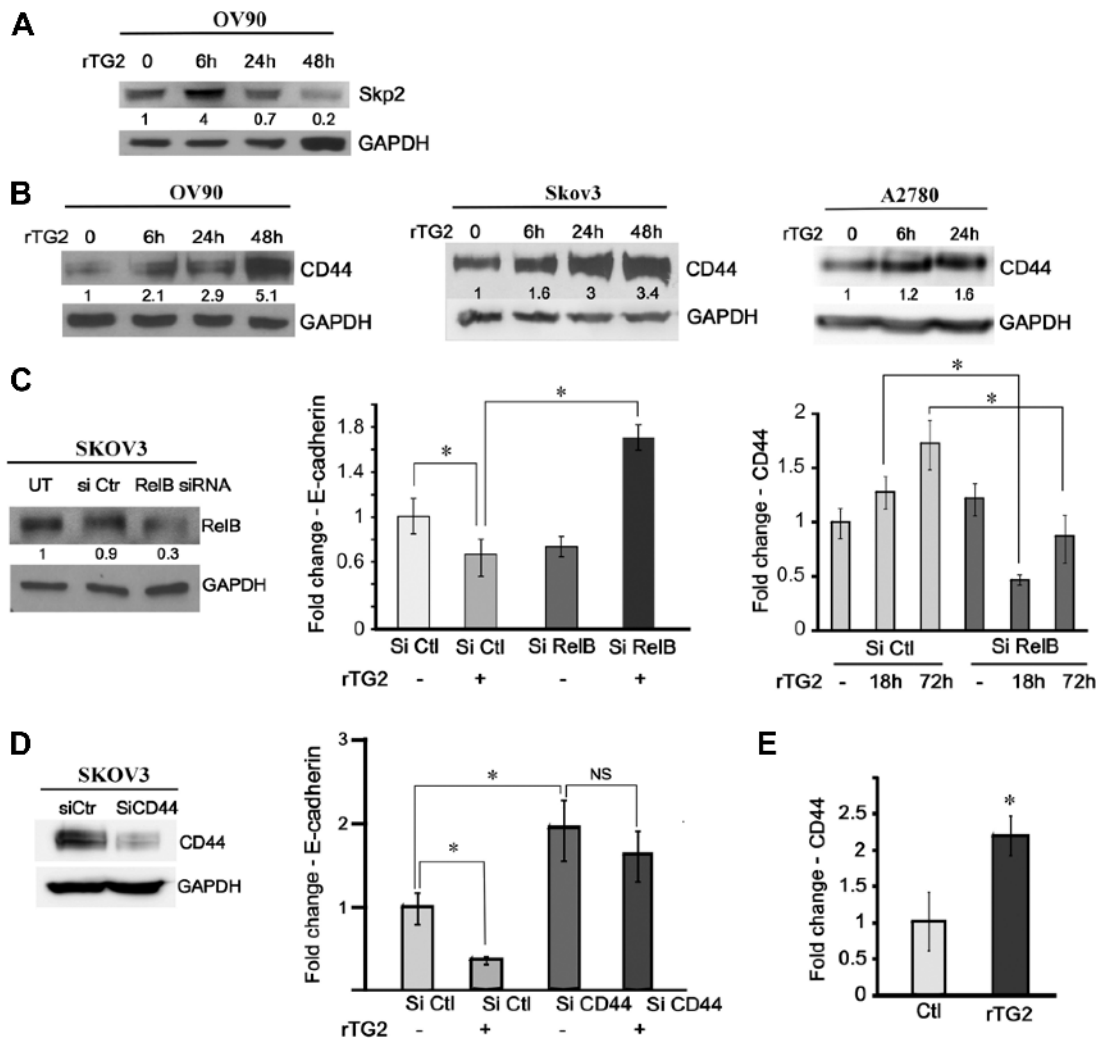 A
OV90
rTG2 0 6h 24h 48h
Skp2
1 4 0.7 0.2
GAPDH
B
OV90
rTG2 0 6h 24h 48h
CD44
1 2.1 2.9 5.1
GAPDH
Skov3
rTG2 0 6h 24h 48h
CD44
1 1.6 3 3.4
GAPDH
A2780
rTG2 0 6h 24h
CD44
1 1.2 1.6
GAPDH
C
SKOV3
UT si Ctr RelB siRNA
RelB
1 0.9 0.3
GAPDH
Fold change - E-cadherin
1.8
1.4
1
0.6
0
*
*
Si Ctl Si Ctl Si RelB Si RelB
rTG2 - + - +
Fold change - CD44
2
1.5
1
0.5
0
*
*
Si Ctl Si RelB
rTG2 - 18h 72h - 18h 72h
D
SKOV3
siCtr SiCD44
CD44
GAPDH
Fold change - E-cadherin
3
2
1
*
*
NS
Si Ctl Si Ctl Si CD44 Si CD44
rTG2 - + - +
E
Fold change - CD44
2.5
2
1.5
1
0.5
0
*
Ctl rTG2